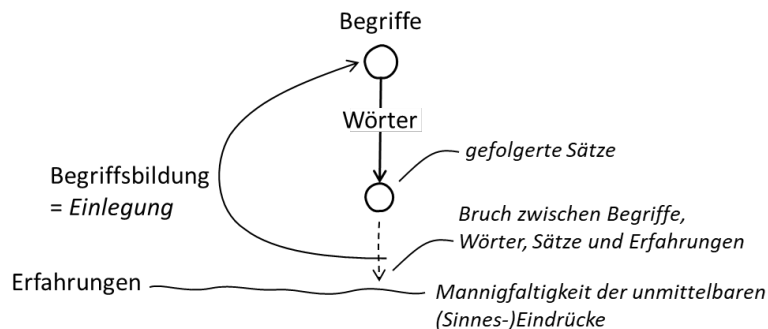 Begriffe
Wörter
gefolgerte Sätze
Begriffsbildung
= Einlegung
Bruch zwischen Begriffe,
Wörter, Sätze und Erfahrungen
Erfahrungen
Mannigfaltigkeit der unmittelbaren
(Sinnes-)Eindrücke